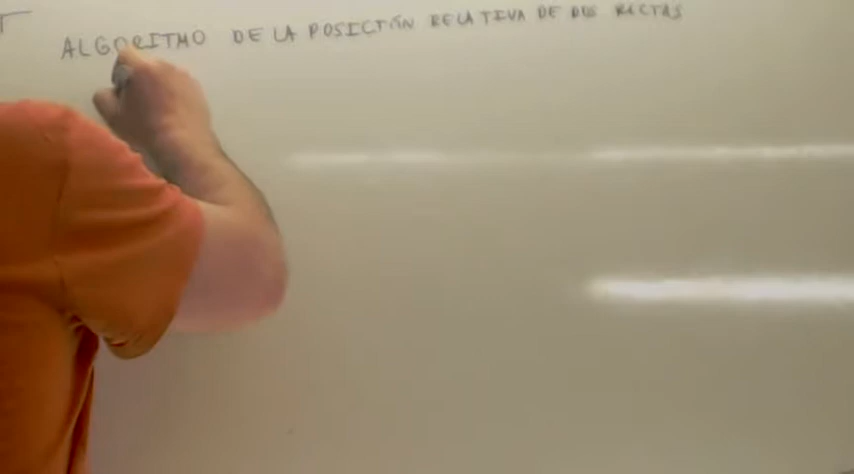 ALGORITMO DE LA POSICIÓN RELATIVA DE DOS RECTAS